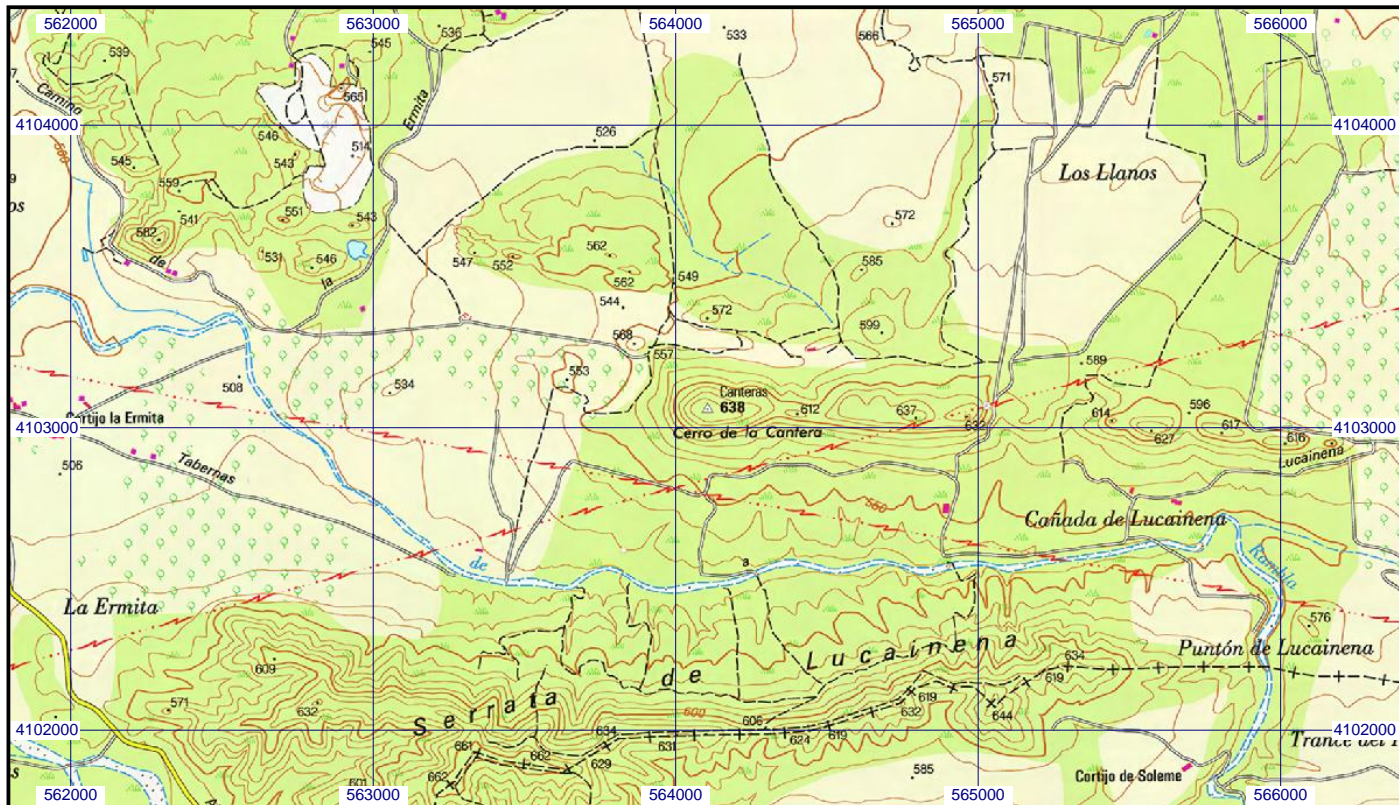 562000 563000 564000 565000 566000
539 545 536 533 566 571
Camino
565
Ermita
4104000 4104000
560 546 526
545 543 514
559
Los Llanos
os
541 551 543 572
582
547 552 562
de 531 546 585
la 562 549
544 572
568 599
557 589
553
508 534
Canteras
638 612 637 614 596
Cortijo la Ermita
627 617
4103000 Cerro de la Cantera 4103000
616
506 Tabernas Lucainena
550
Cañada de Lucainena
de a Rambla
La Ermita 576
609 Serrata de Lucainena 634 Puntón de Lucainena
619
571 632 600 619
606 632 644
4102000 634 4102000
661 631 624 619
662 629
662 601 585
Cortijo de Soleme
562000 563000 564000 565000 566000